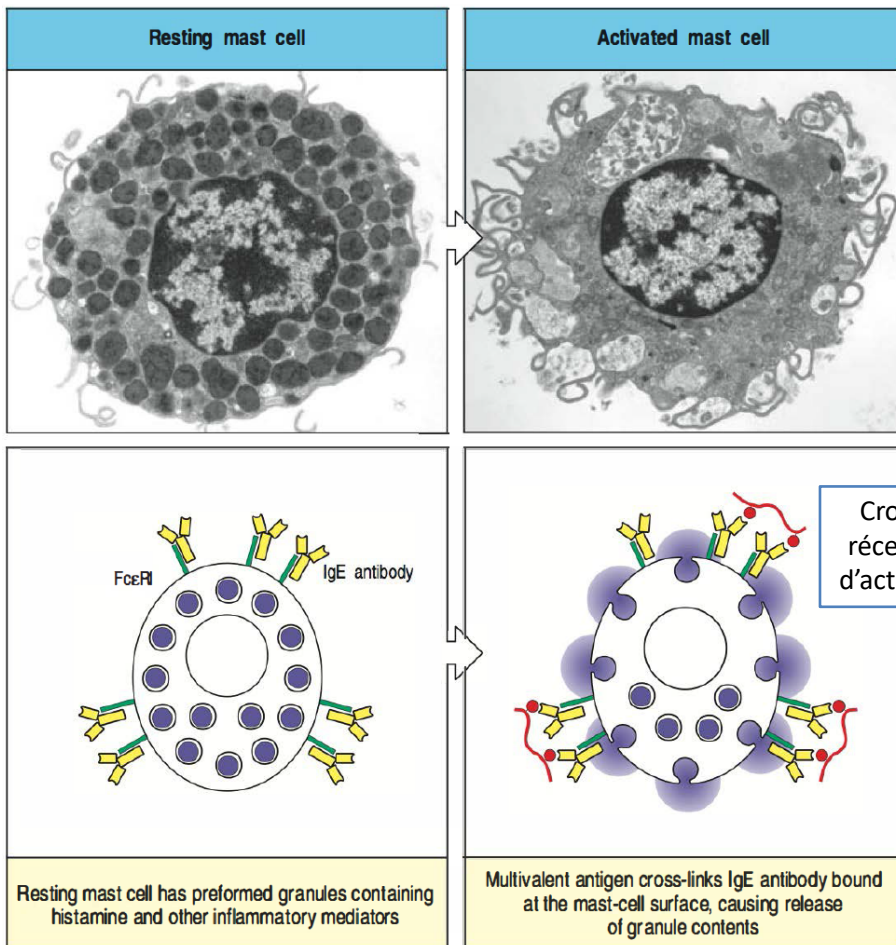 Resting mast cell
Activated mast cell
FcεRI
IgE antibody
Cro
réce
d'act
Resting mast cell has preformed granules containing
histamine and other inflammatory mediators
Multivalent antigen cross-links IgE antibody bound
at the mast-cell surface, causing release
of granule contents